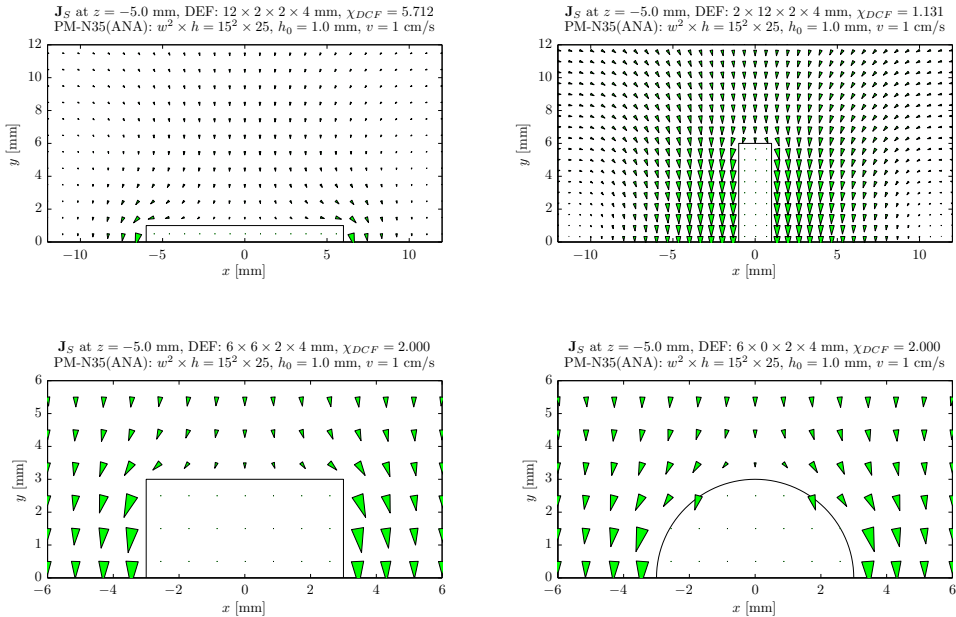 J_S at z = −5.0 mm, DEF: 12 × 2 × 2 × 4 mm, χ_DCF = 5.712
PM-N35(ANA): w² × h = 15² × 25, h₀ = 1.0 mm, v = 1 cm/s
12
10
8
6
4
2
0
y [mm]
−10 −5 0 5 10
x [mm]
J_S at z = −5.0 mm, DEF: 2 × 12 × 2 × 4 mm, χ_DCF = 1.131
PM-N35(ANA): w² × h = 15² × 25, h₀ = 1.0 mm, v = 1 cm/s
12
10
8
6
4
2
0
y [mm]
−10 −5 0 5 10
x [mm]
J_S at z = −5.0 mm, DEF: 6 × 6 × 2 × 4 mm, χ_DCF = 2.000
PM-N35(ANA): w² × h = 15² × 25, h₀ = 1.0 mm, v = 1 cm/s
6
5
4
3
2
1
0
y [mm]
−6 −4 −2 0 2 4 6
x [mm]
J_S at z = −5.0 mm, DEF: 6 × 0 × 2 × 4 mm, χ_DCF = 2.000
PM-N35(ANA): w² × h = 15² × 25, h₀ = 1.0 mm, v = 1 cm/s
6
5
4
3
2
1
0
y [mm]
−6 −4 −2 0 2 4 6
x [mm]